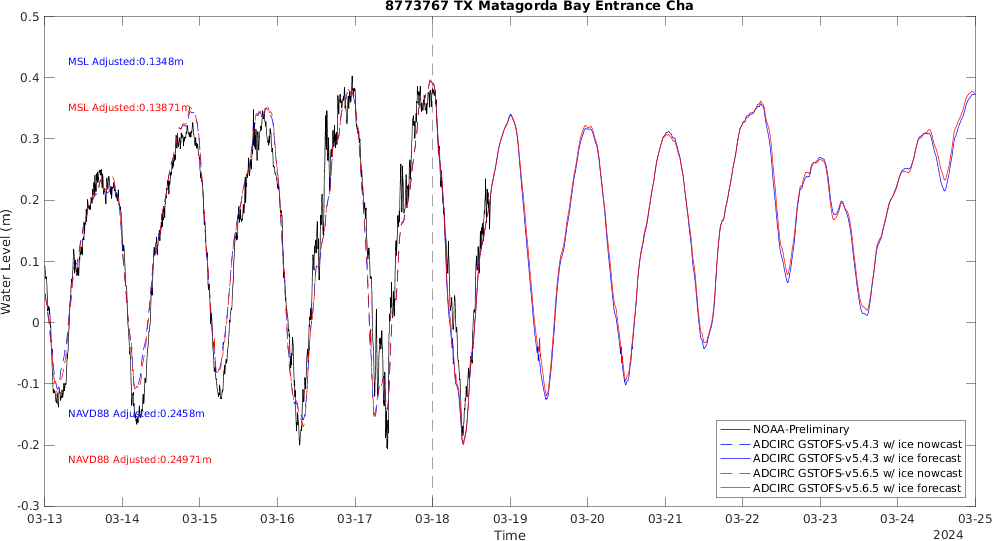 8773767 TX Matagorda Bay Entrance Cha
0.5
MSL Adjusted:0.1348m
0.4
MSL Adjusted:0.13871m
0.3
0.2
0.1
Water Level (m)
0
-0.1
NAVD88 Adjusted:0.2458m
-0.2
NAVD88 Adjusted:0.24971m
-0.3
NOAA-Preliminary
ADCIRC GSTOFS-v5.4.3 w/ ice nowcast
ADCIRC GSTOFS-v5.4.3 w/ ice forecast
ADCIRC GSTOFS-v5.6.5 w/ ice nowcast
ADCIRC GSTOFS-v5.6.5 w/ ice forecast
03-13 03-14 03-15 03-16 03-17 03-18 03-19 03-20 03-21 03-22 03-23 03-24 03-25
Time
2024